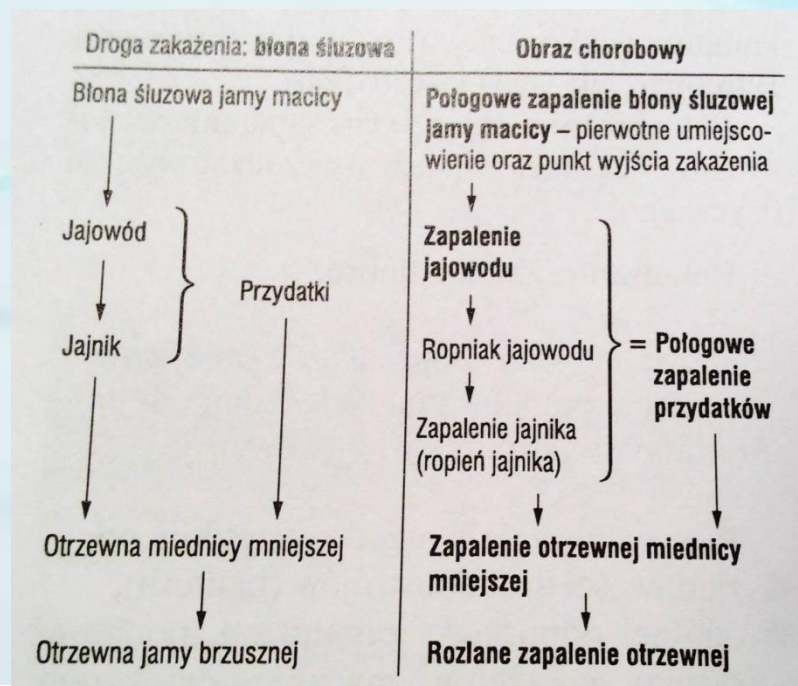 Droga zakażenia: błona śluzowa
Błona śluzowa jamy macicy
Jajowód
Jajnik
Przydatki
Otrzewna miednicy mniejszej
Otrzewna jamy brzusznej
Obraz chorobowy
Połogowe zapalenie błony śluzowej
jamy macicy – pierwotne umiejsco-
wienie oraz punkt wyjścia zakażenia
Zapalenie
jajowodu
Ropniak jajowodu
Zapalenie jajnika
(ropień jajnika)
= Połogowe
zapalenie
przydatków
Zapalenie otrzewnej miednicy
mniejszej
Rozlane zapalenie otrzewnej